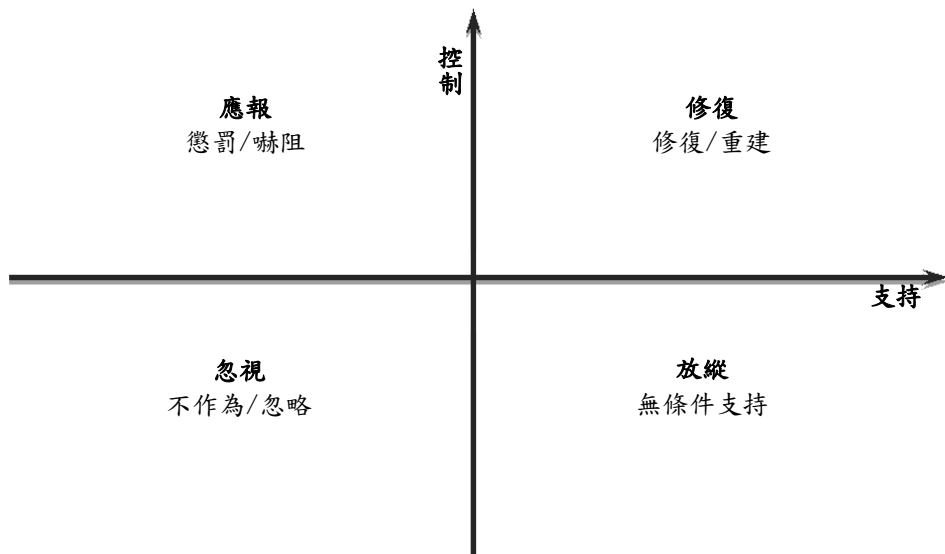 控
制
應報
懲罰/嚇阻
修復
修復/重建
支持
忽視
不作為/忽略
放縱
無條件支持